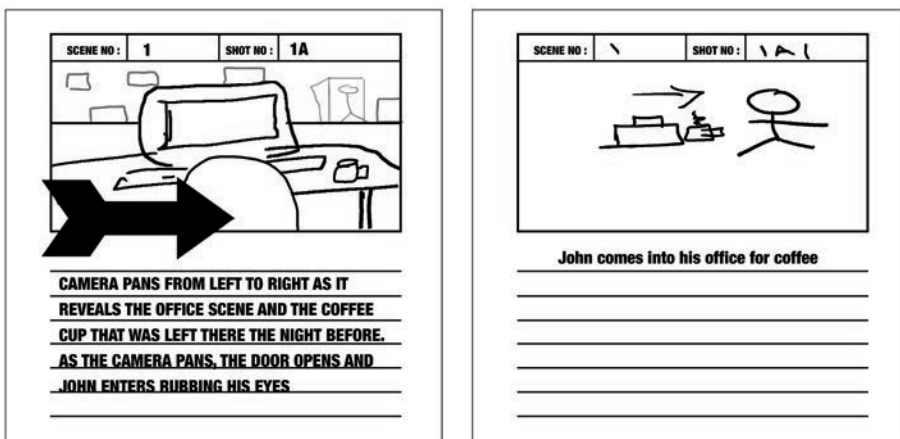 SCENE NO : 1 SHOT NO : 1A
CAMERA PANS FROM LEFT TO RIGHT AS IT
REVEALS THE OFFICE SCENE AND THE COFFEE
CUP THAT WAS LEFT THERE THE NIGHT BEFORE.
AS THE CAMERA PANS, THE DOOR OPENS AND
JOHN ENTERS RUBBING HIS EYES
SCENE NO : \ SHOT NO : \ A (
John comes into his office for coffee